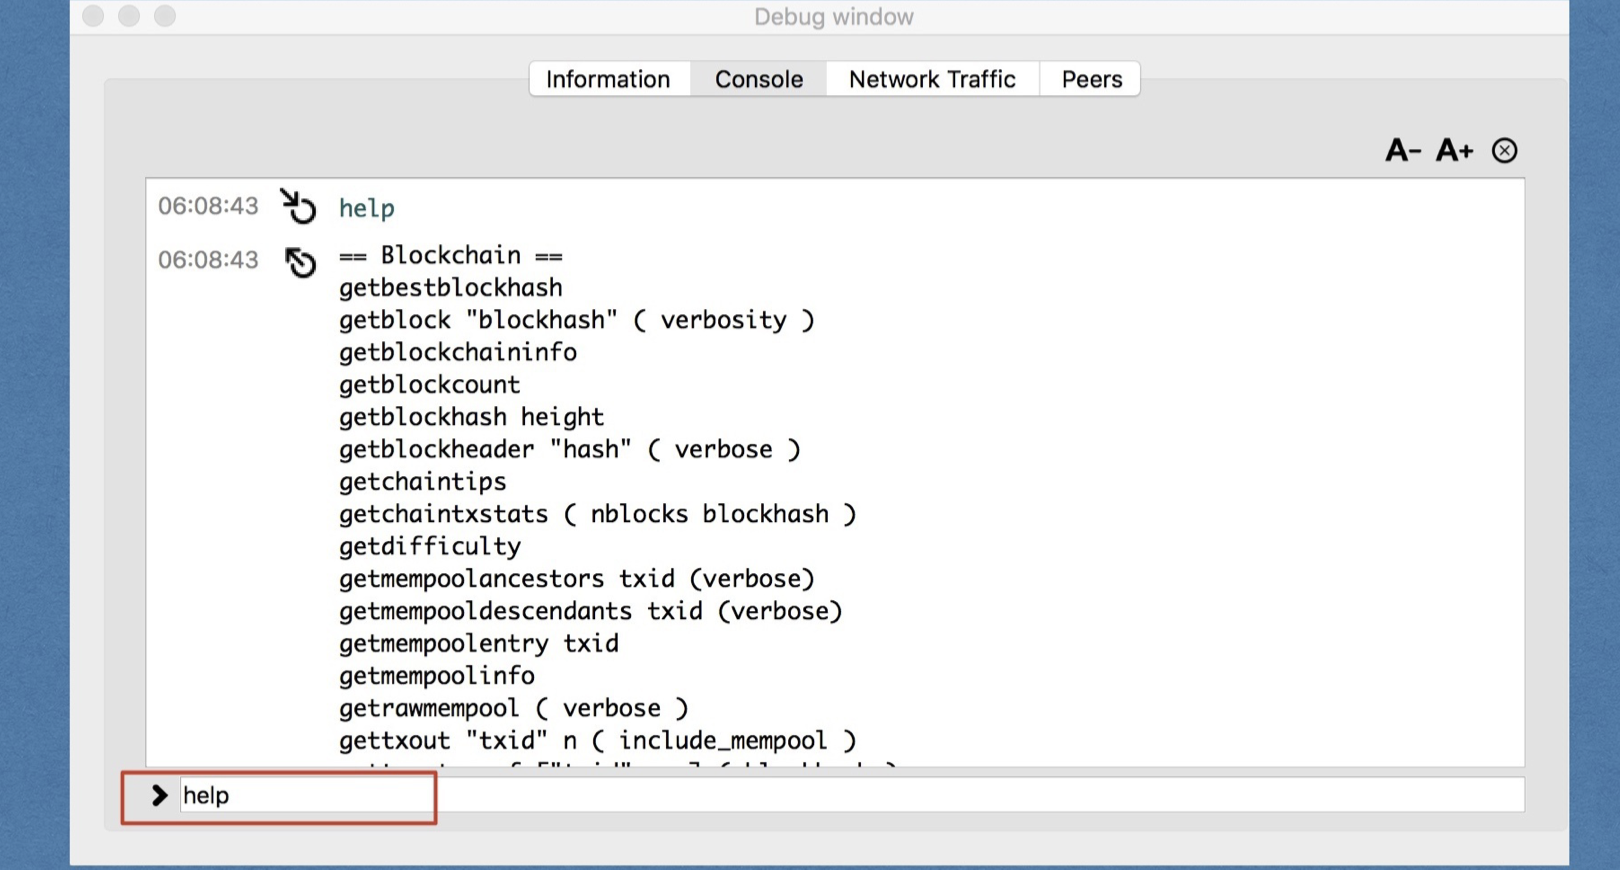 Debug window
Information Console Network Traffic Peers
A- A+
06:08:43 help
06:08:43 == Blockchain ==
getbestblockhash
getblock "blockhash" ( verbosity )
getblockchaininfo
getblockcount
getblockhash height
getblockheader "hash" ( verbose )
getchaintips
getchaintxstats ( nblocks blockhash )
getdifficulty
getmempoolancestors txid (verbose)
getmempooldescendants txid (verbose)
getmempoolentry txid
getmempoolinfo
getrawmempool ( verbose )
gettxout "txid" n ( include_mempool )
help